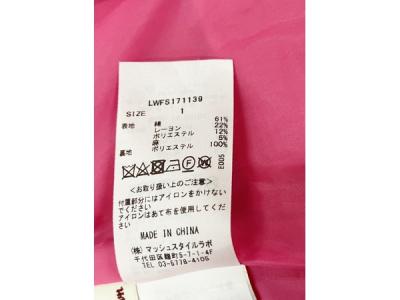 LWFS171139
SIZE 1
表地 綿 61%
レーヨン 22%
ポリエステル 12%
麻 5%
裏地 ポリエステル 100%
E005
<お取り扱い上のご注意>
付属部分にはアイロンをかけないで
ください
アイロンはあて布を使用してくださ
い
MADE IN CHINA
(株)マッシュスタイルラボ
千代田区麹町5-7-1-4F
TEL 03-5778-4105